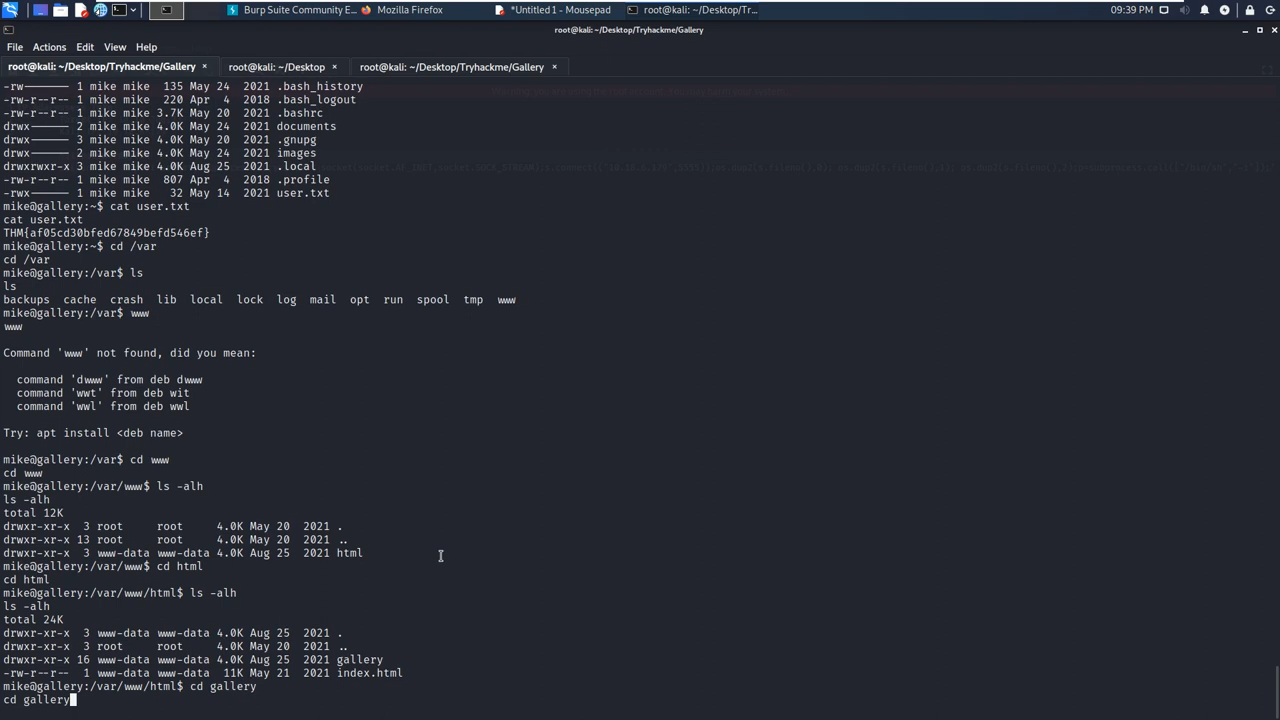 Burp Suite Community E...
Mozilla Firefox
*Untitled 1 - Mousepad
root@kali: ~/Desktop/Tr...
09:39 PM
root@kali: ~/Desktop/Tryhackme/Gallery
File Actions Edit View Help
root@kali: ~/Desktop/Tryhackme/Gallery × root@kali: ~/Desktop × root@kali: ~/Desktop/Tryhackme/Gallery ×
-rw------- 1 mike mike 135 May 24 2021 .bash_history
-rw-r--r-- 1 mike mike 220 Apr 4 2018 .bash_logout
-rw-r--r-- 1 mike mike 3.7K May 20 2021 .bashrc
drwx------ 2 mike mike 4.0K May 24 2021 documents
drwx------ 3 mike mike 4.0K May 20 2021 .gnupg
drwx------ 2 mike mike 4.0K May 24 2021 images
drwxrwxr-x 3 mike mike 4.0K Aug 25 2021 .local
-rw-r--r-- 1 mike mike 807 Apr 4 2018 .profile
-rwx------ 1 mike mike 32 May 14 2021 user.txt
mike@gallery:~$ cat user.txt
cat user.txt
THM{af05cd30bfed67849befd546ef}
mike@gallery:~$ cd /var
cd /var
mike@gallery:/var$ ls
ls
backups cache crash lib local lock log mail opt run spool tmp www
mike@gallery:/var$ www
www
Command 'www' not found, did you mean:
command 'dwww' from deb dwww
command 'wwt' from deb wit
command 'wwl' from deb wwl
Try: apt install <deb name>
mike@gallery:/var$ cd www
cd www
mike@gallery:/var/www$ ls -alh
ls -alh
total 12K
drwxr-xr-x 3 root root 4.0K May 20 2021 .
drwxr-xr-x 13 root root 4.0K May 20 2021 ..
drwxr-xr-x 3 www-data www-data 4.0K Aug 25 2021 html
mike@gallery:/var/www$ cd html
cd html
mike@gallery:/var/www/html$ ls -alh
ls -alh
total 24K
drwxr-xr-x 3 www-data www-data 4.0K Aug 25 2021 .
drwxr-xr-x 3 root root 4.0K May 20 2021 ..
drwxr-xr-x 16 www-data www-data 4.0K Aug 25 2021 gallery
-rw-r--r-- 1 www-data www-data 11K May 21 2021 index.html
mike@gallery:/var/www/html$ cd gallery
cd gallery